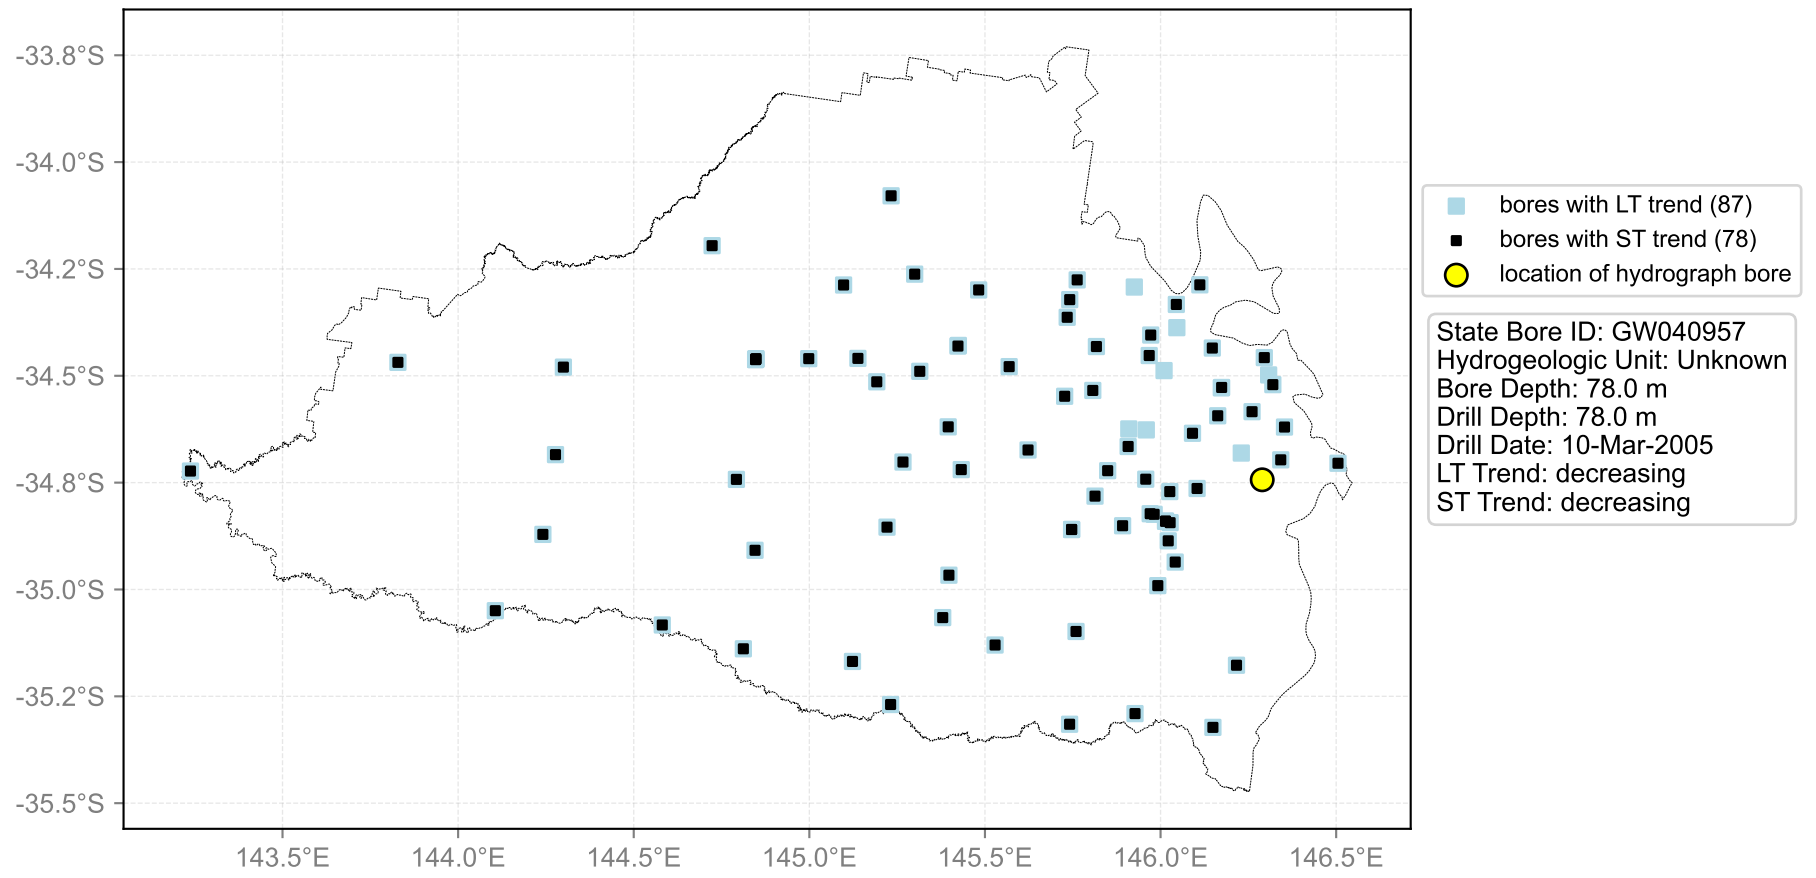 -33.8°S
-34.0°S
-34.2°S
-34.5°S
-34.8°S
-35.0°S
-35.2°S
-35.5°S
143.5°E
144.0°E
144.5°E
145.0°E
145.5°E
146.0°E
146.5°E
bores with LT trend (87)
bores with ST trend (78)
location of hydrograph bore
State Bore ID: GW040957
Hydrogeologic Unit: Unknown
Bore Depth: 78.0 m
Drill Depth: 78.0 m
Drill Date: 10-Mar-2005
LT Trend: decreasing
ST Trend: decreasing